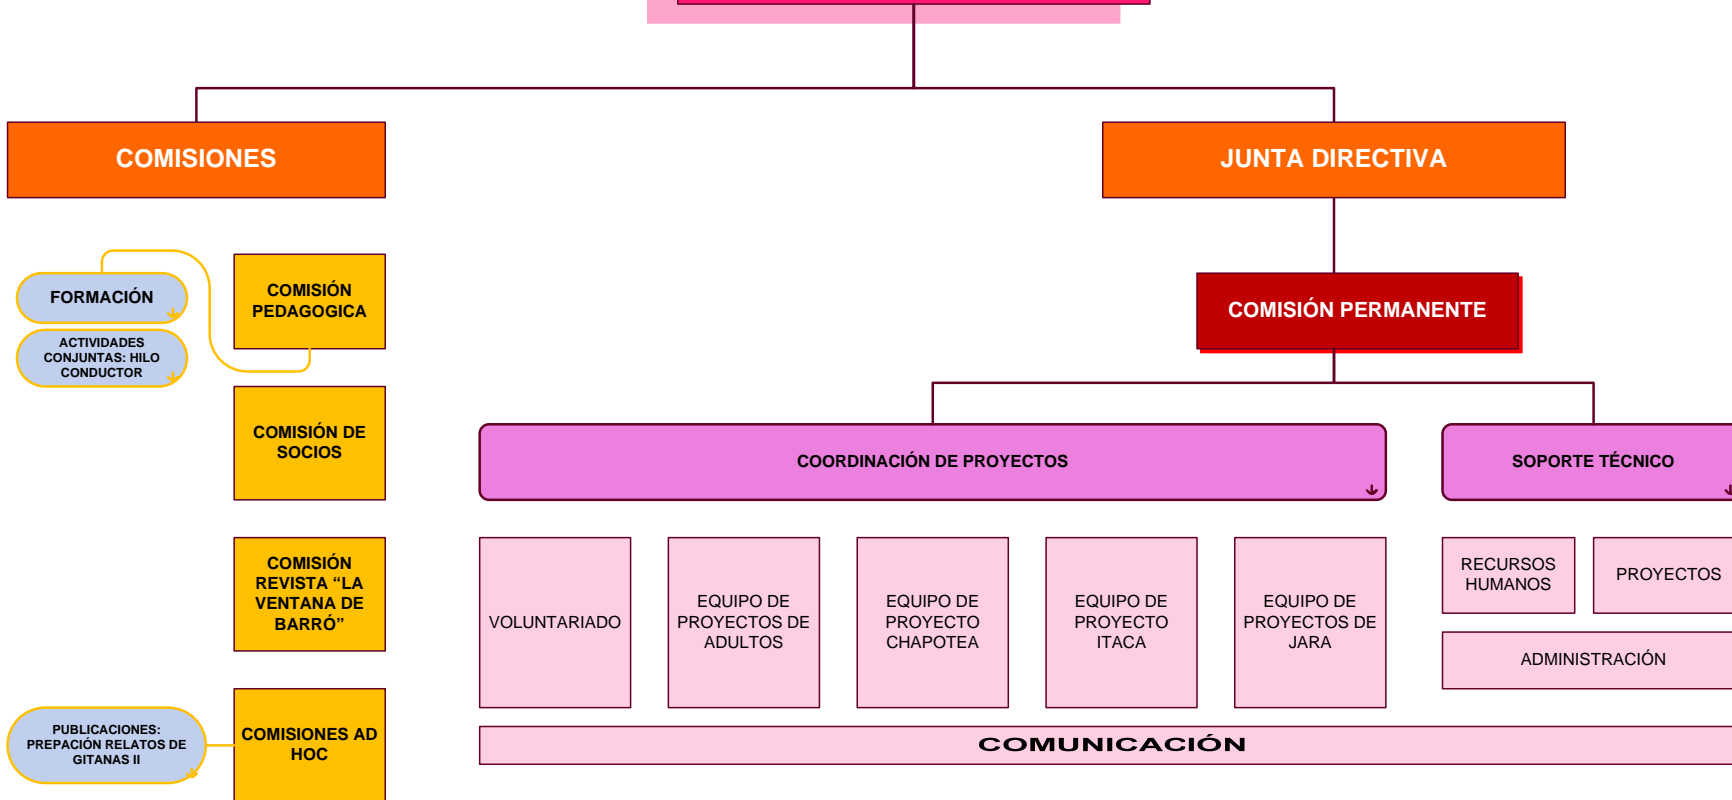 COMISIONES
JUNTA DIRECTIVA
FORMACIÓN
ACTIVIDADES
CONJUNTAS: HILO
CONDUCTOR
COMISIÓN
PEDAGOGICA
COMISIÓN PERMANENTE
COMISIÓN DE
SOCIOS
COORDINACIÓN DE PROYECTOS
SOPORTE TÉCNICO
COMISIÓN
REVISTA “LA
VENTANA DE
BARRÓ”
VOLUNTARIADO
EQUIPO DE
PROYECTOS DE
ADULTOS
EQUIPO DE
PROYECTO
CHAPOTEA
EQUIPO DE
PROYECTO
ITACA
EQUIPO DE
PROYECTOS DE
JARA
RECURSOS
HUMANOS
PROYECTOS
ADMINISTRACIÓN
PUBLICACIONES:
PREPACIÓN RELATOS DE
GITANAS II
COMISIONES AD
HOC
COMUNICACIÓN